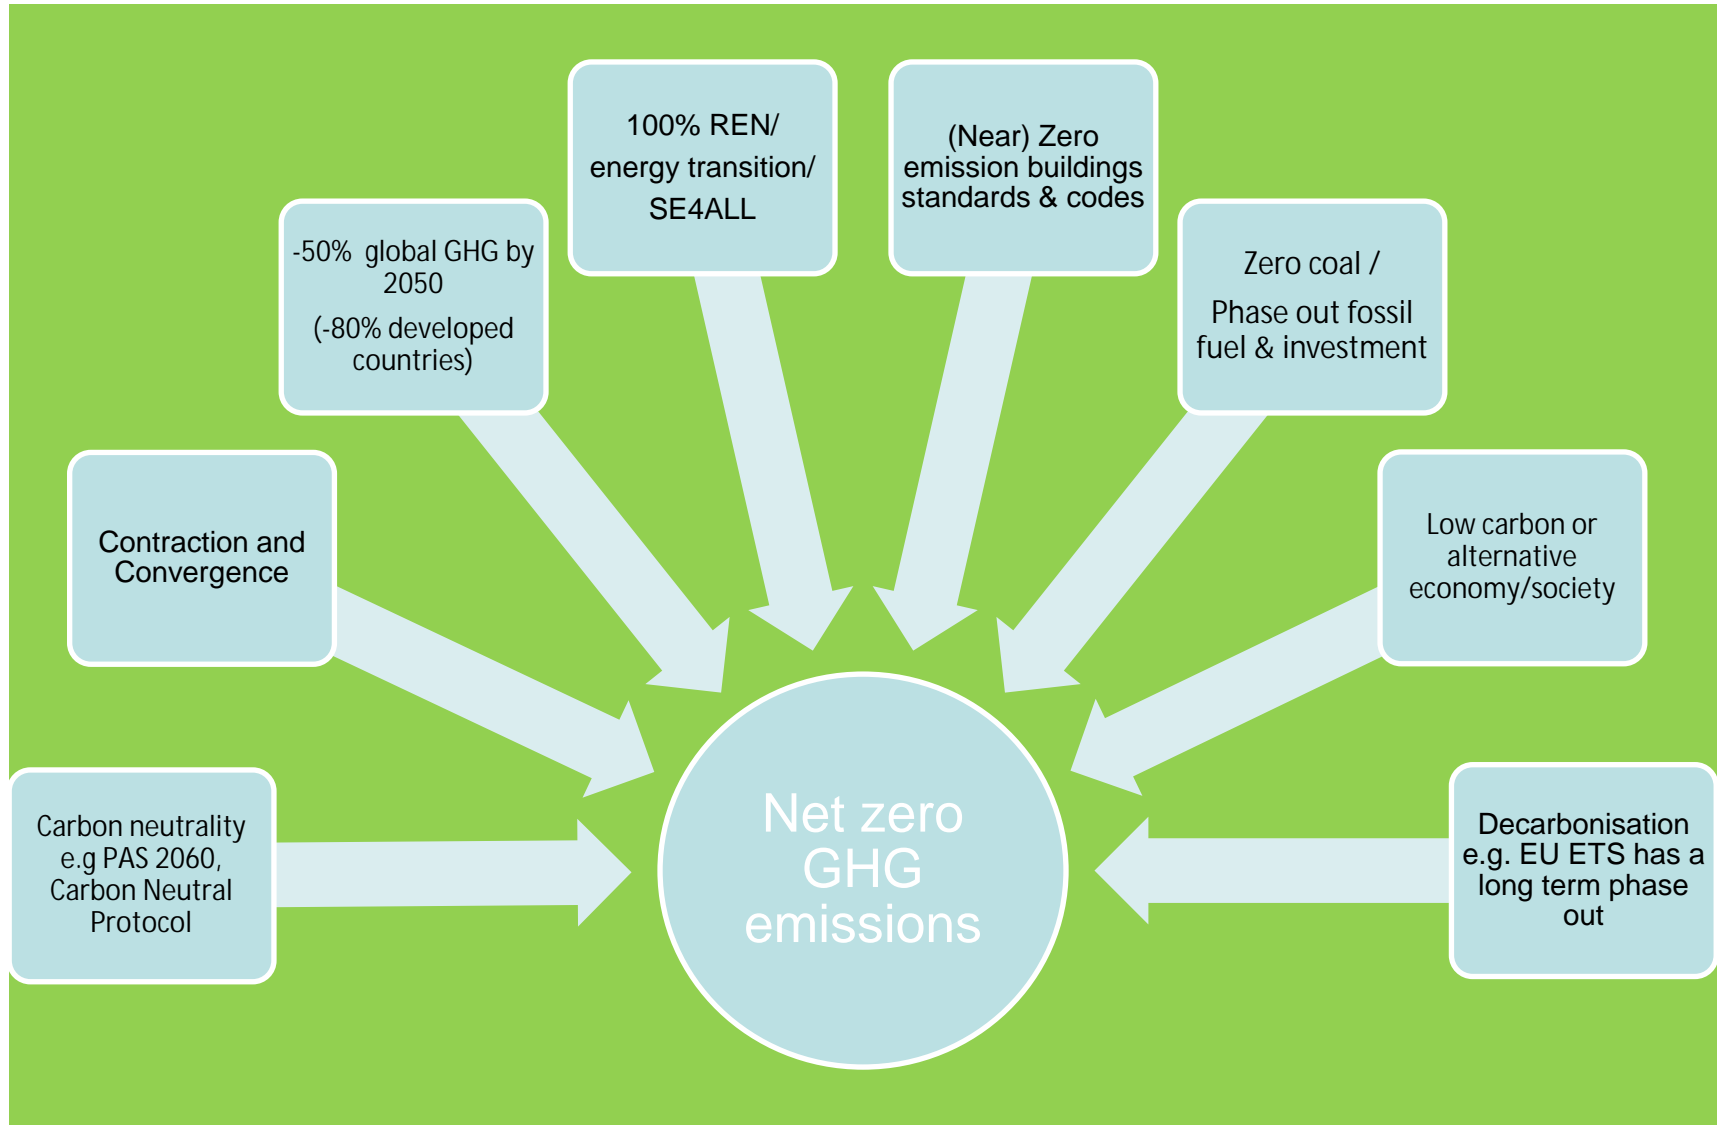 100% REN/
energy transition/
SE4ALL
(Near) Zero
emission buildings
standards & codes
-50%  global GHG by
2050
(-80% developed
countries)
Zero coal /
Phase out fossil
fuel & investment
Contraction and
Convergence
Low carbon or
alternative
economy/society
Carbon neutrality
e.g PAS 2060,
Carbon Neutral
Protocol
Net zero
GHG
emissions
Decarbonisation
e.g. EU ETS has a
long term phase
out